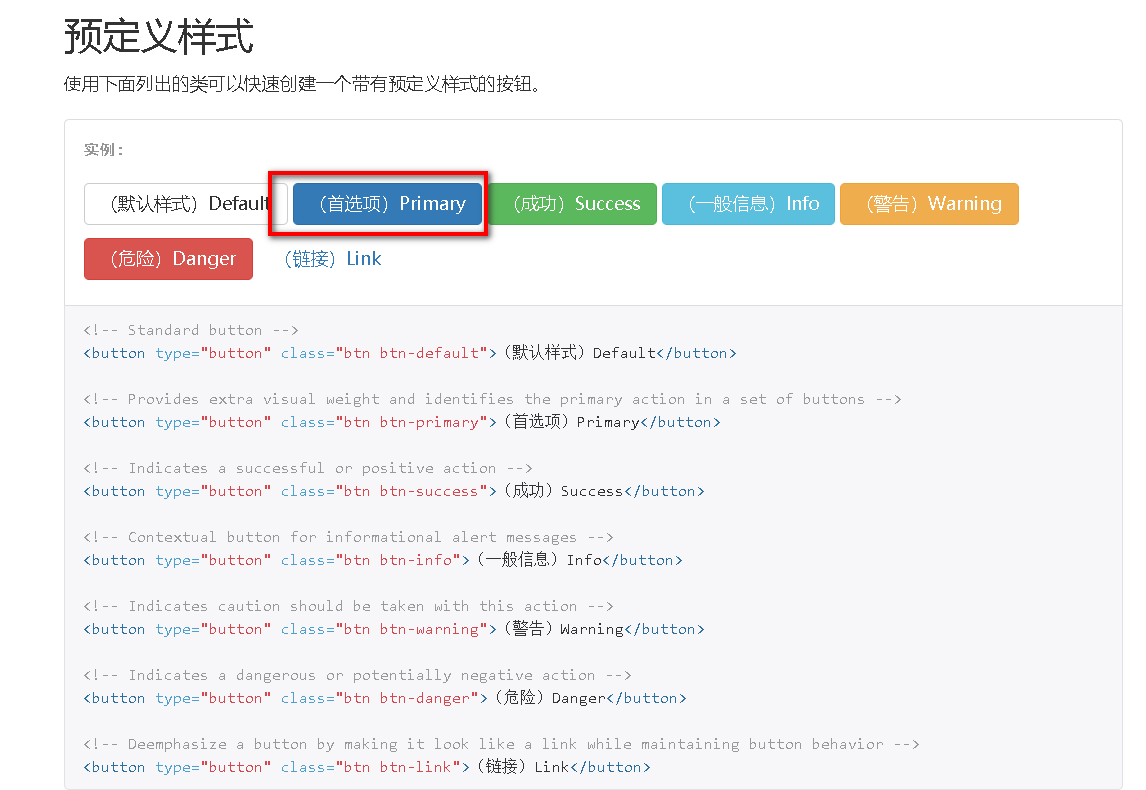 预定义样式
使用下面列出的类可以快速创建一个带有预定义样式的按钮。
实例：
（默认样式）Default （首选项）Primary （成功）Success （一般信息）Info （警告）Warning
（危险）Danger （链接）Link
<!-- Standard button -->
<button type="button" class="btn btn-default">（默认样式）Default</button>
<!-- Provides extra visual weight and identifies the primary action in a set of buttons -->
<button type="button" class="btn btn-primary">（首选项）Primary</button>
<!-- Indicates a successful or positive action -->
<button type="button" class="btn btn-success">（成功）Success</button>
<!-- Contextual button for informational alert messages -->
<button type="button" class="btn btn-info">（一般信息）Info</button>
<!-- Indicates caution should be taken with this action -->
<button type="button" class="btn btn-warning">（警告）Warning</button>
<!-- Indicates a dangerous or potentially negative action -->
<button type="button" class="btn btn-danger">（危险）Danger</button>
<!-- Deemphasize a button by making it look like a link while maintaining button behavior -->
<button type="button" class="btn btn-link">（链接）Link</button>